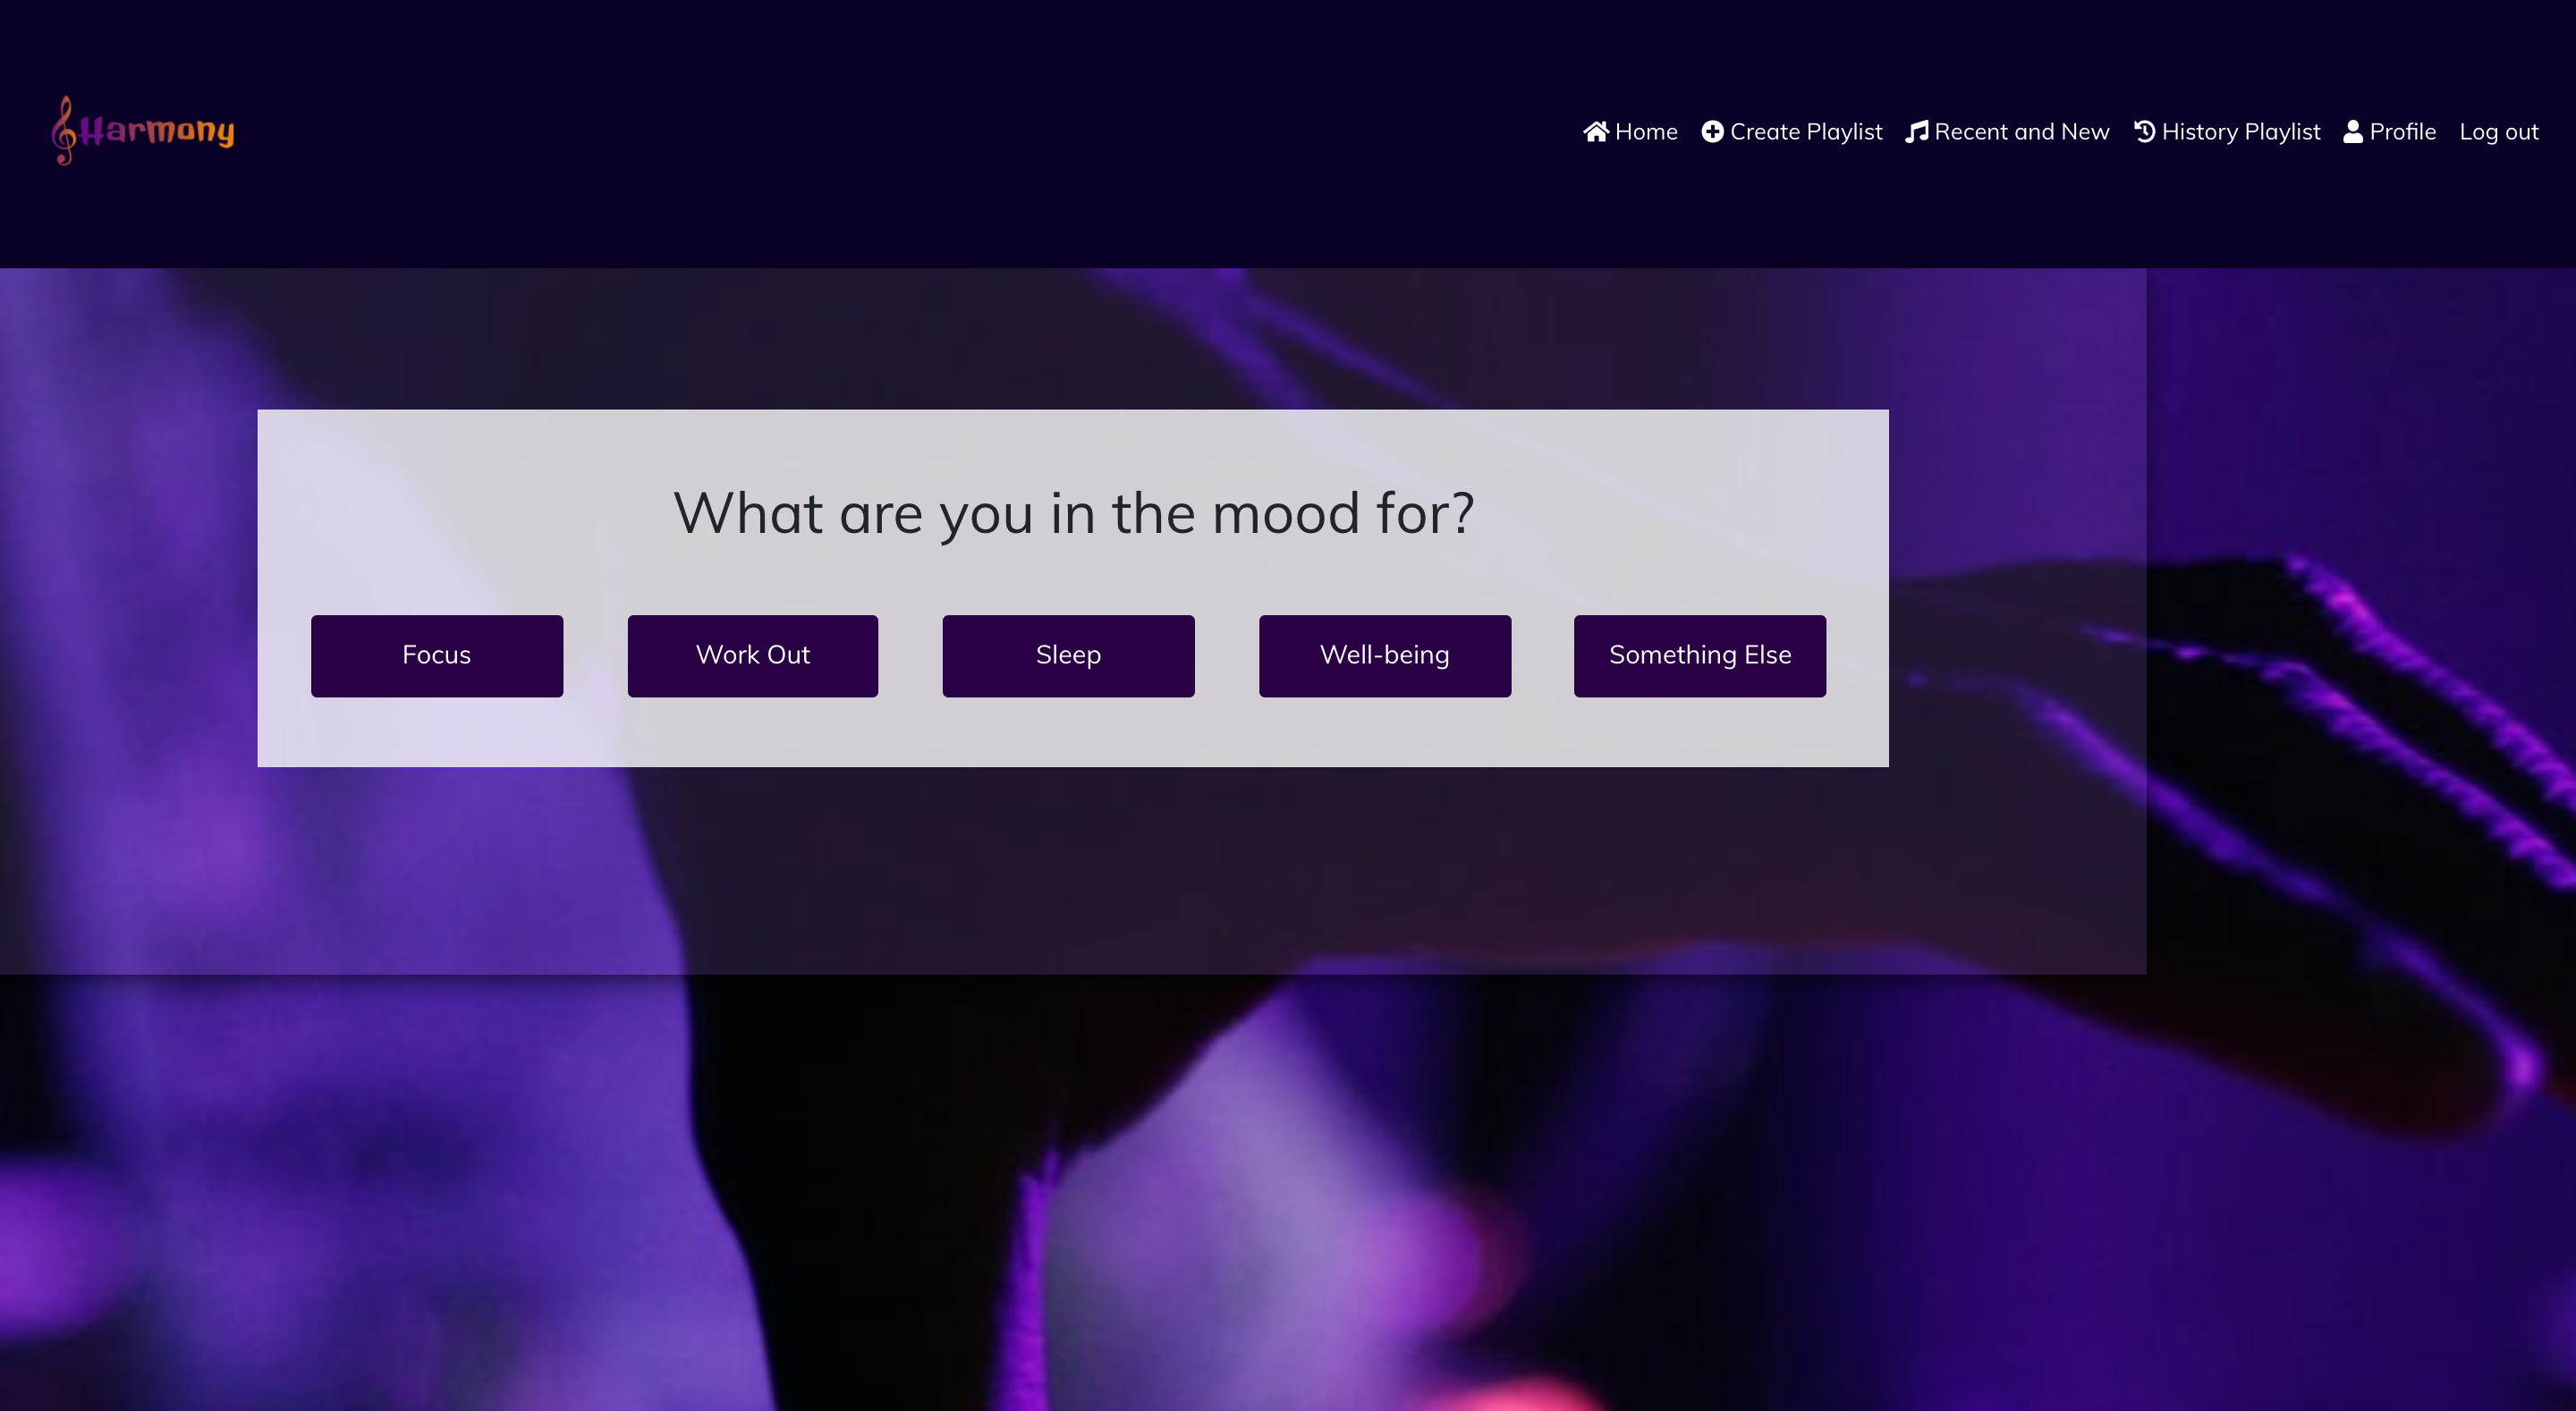 Harmony
Home Create Playlist Recent and New History Playlist Profile Log out
What are you in the mood for?
Focus Work Out Sleep Well-being Something Else